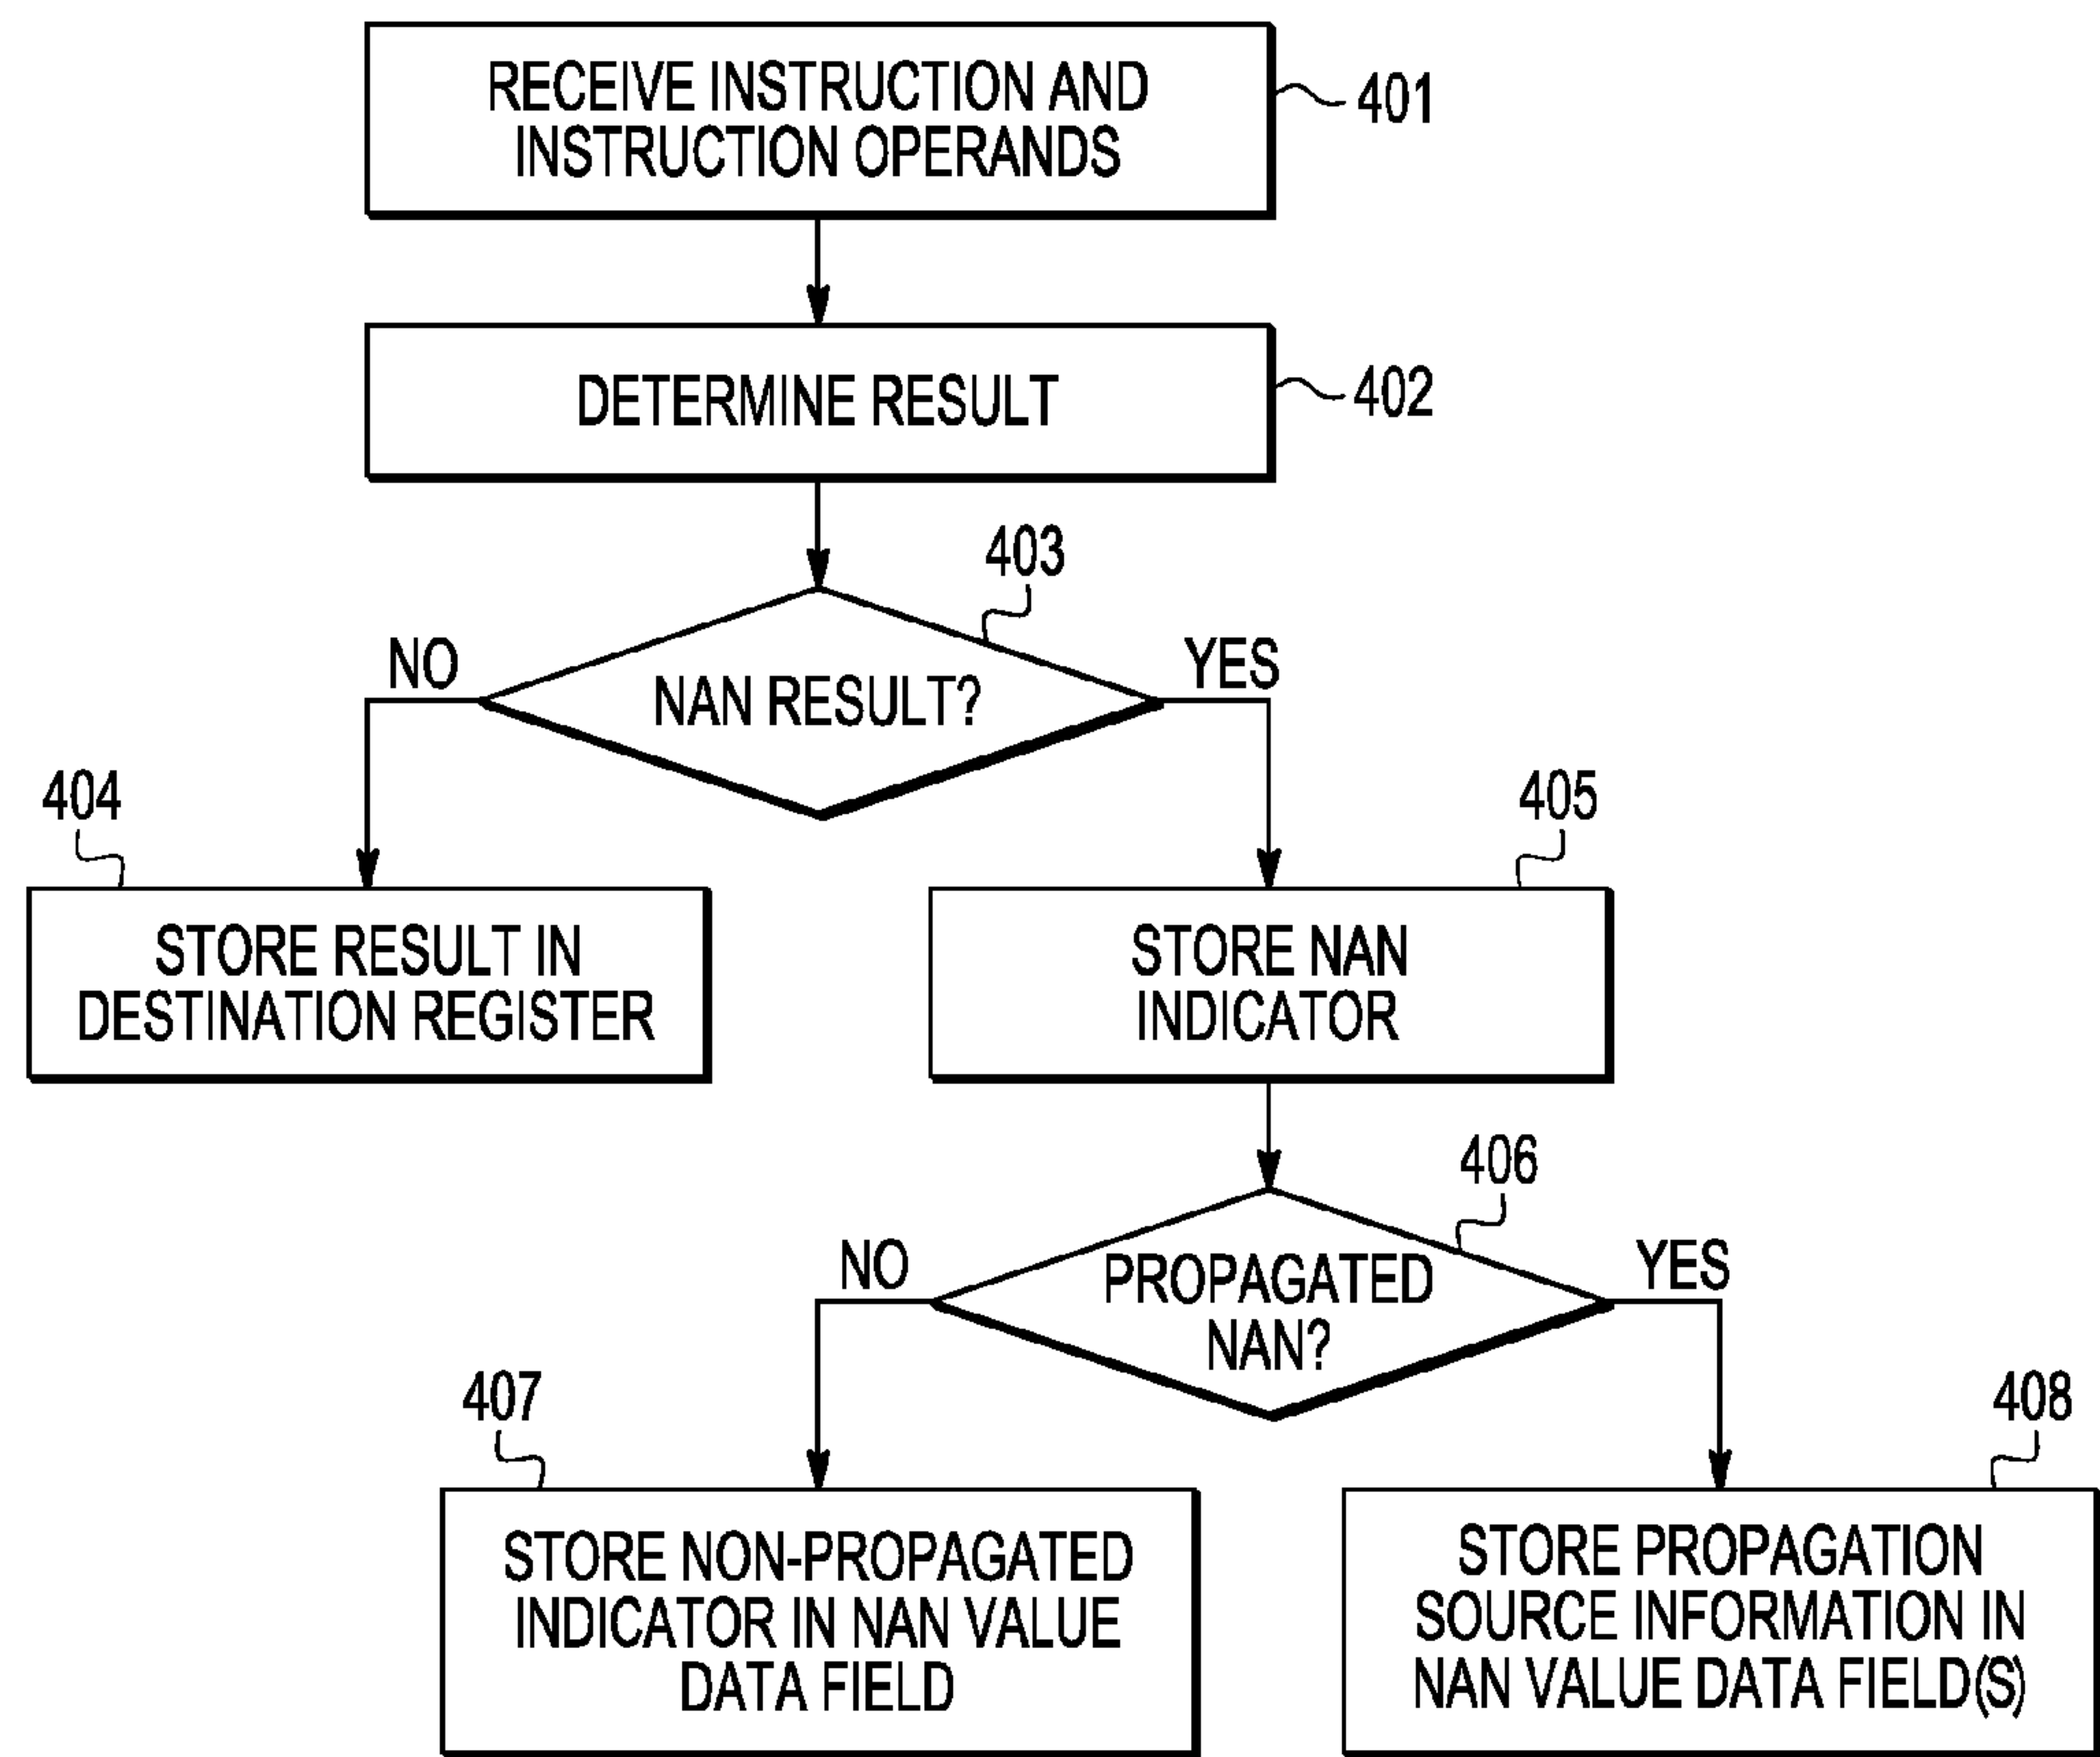 RECEIVE INSTRUCTION AND
INSTRUCTION OPERANDS
401
DETERMINE RESULT
402
403
NO
NAN RESULT?
YES
404
405
STORE RESULT IN
DESTINATION REGISTER
STORE NAN
INDICATOR
406
NO
PROPAGATED
NAN?
YES
407
408
STORE NON-PROPAGATED
INDICATOR IN NAN VALUE
DATA FIELD
STORE PROPAGATION
SOURCE INFORMATION IN
NAN VALUE DATA FIELD(S)